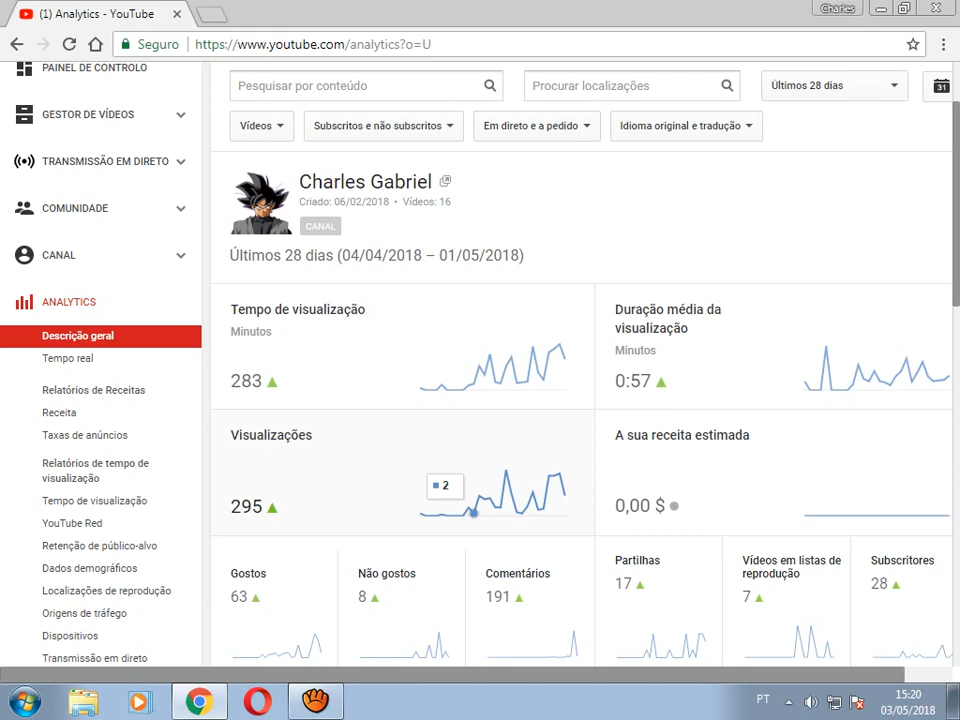 (1) Analytics - YouTube
Charles
Seguro
https://www.youtube.com/analytics?o=U
PAINEL DE CONTROLO
GESTOR DE VÍDEOS
TRANSMISSÃO EM DIRETO
COMUNIDADE
CANAL
ANALYTICS
Descrição geral
Tempo real
Relatórios de Receitas
Receita
Taxas de anúncios
Relatórios de tempo de
visualização
Tempo de visualização
YouTube Red
Retenção de público-alvo
Dados demográficos
Localizações de reprodução
Origens de tráfego
Dispositivos
Transmissão em direto
Pesquisar por conteúdo
Procurar localizações
Últimos 28 dias
31
Vídeos
Subscritos e não subscritos
Em direto e a pedido
Idioma original e tradução
Charles Gabriel
Criado: 06/02/2018 • Vídeos: 16
CANAL
Últimos 28 dias (04/04/2018 – 01/05/2018)
Tempo de visualização
Minutos
283
Duração média da
visualização
Minutos
0:57
Visualizações
295
2
A sua receita estimada
0,00 $
Gostos
63
Não gostos
8
Comentários
191
Partilhas
17
Vídeos em listas de
reprodução
7
Subscritores
28
PT
15:20
03/05/2018